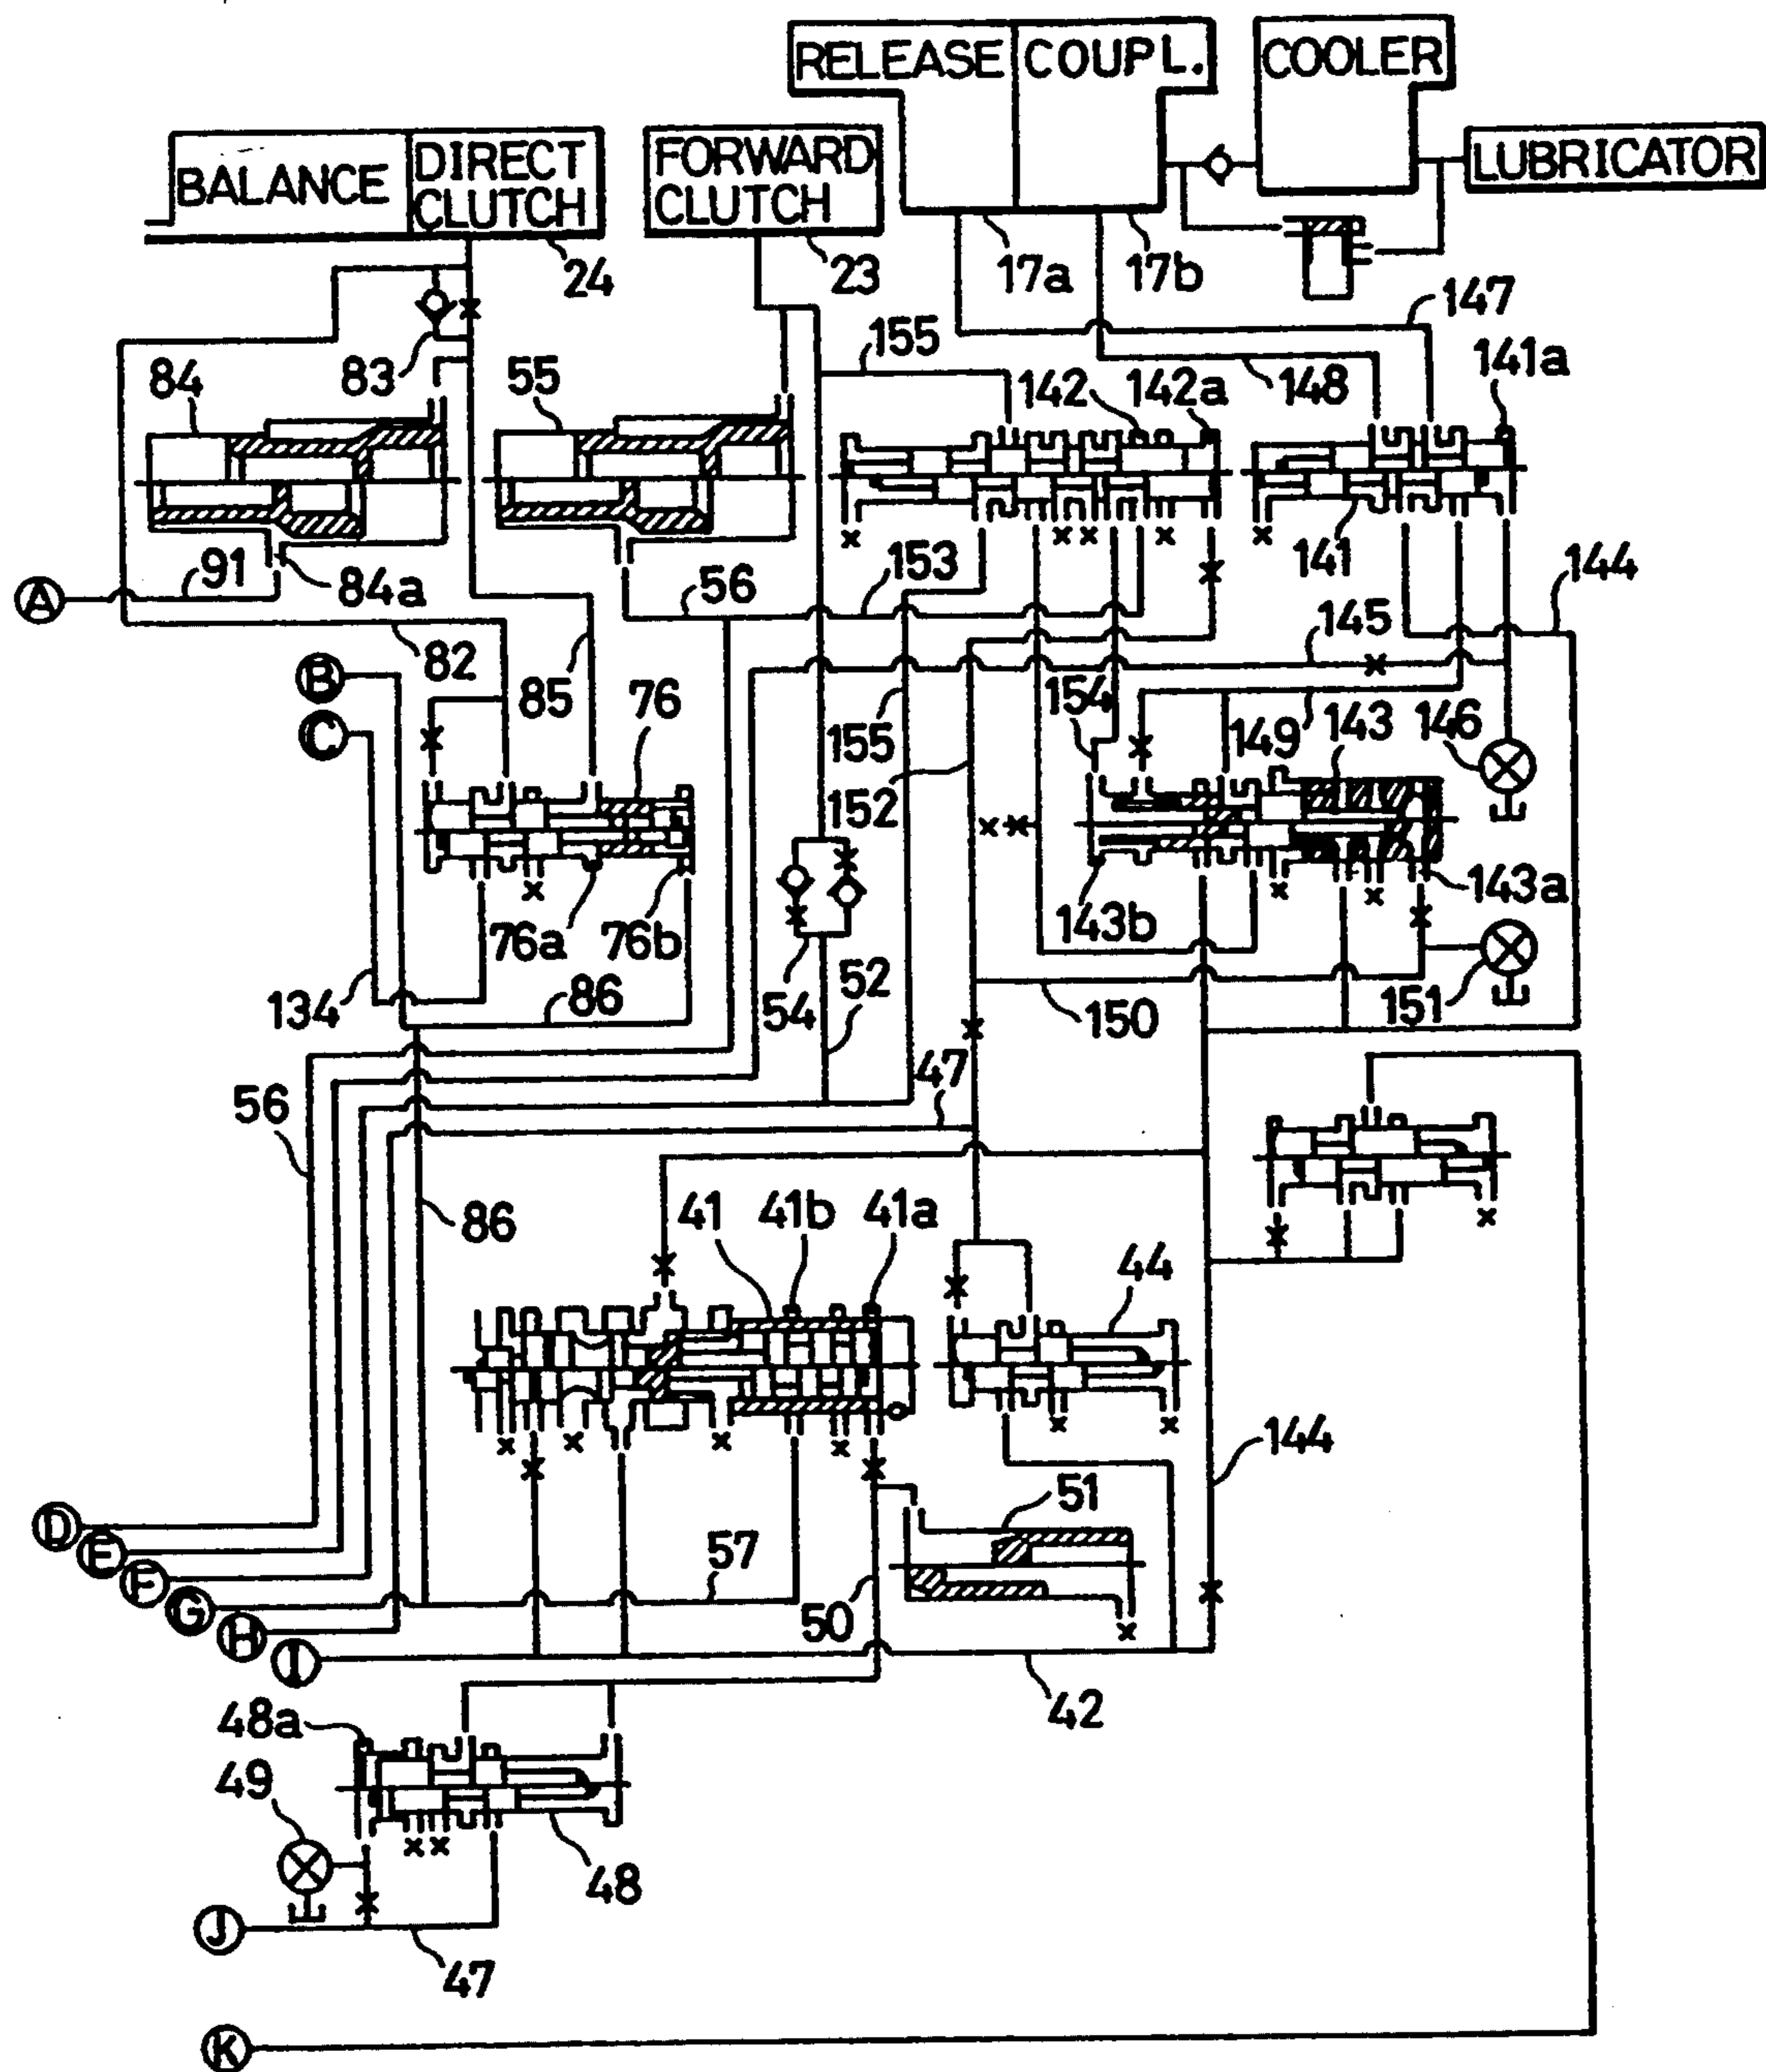 RELEASE COUPL. COOLER
BALANCE DIRECT CLUTCH FORWARD CLUTCH LUBRICATOR
24 23 17a 17b
147
155
84 83 55 142 142a 148 141a
A 91 84a 56 153 141 144
82 145
B 85 76 154
C 155 149 143 146
152
76a 76b 143b 143a
134 86 54 52 150 151
47
56
86 41 41b 41a 44
144
D 51
E 57
F
G
H 50
I
42
48a
49
48
J
47
K